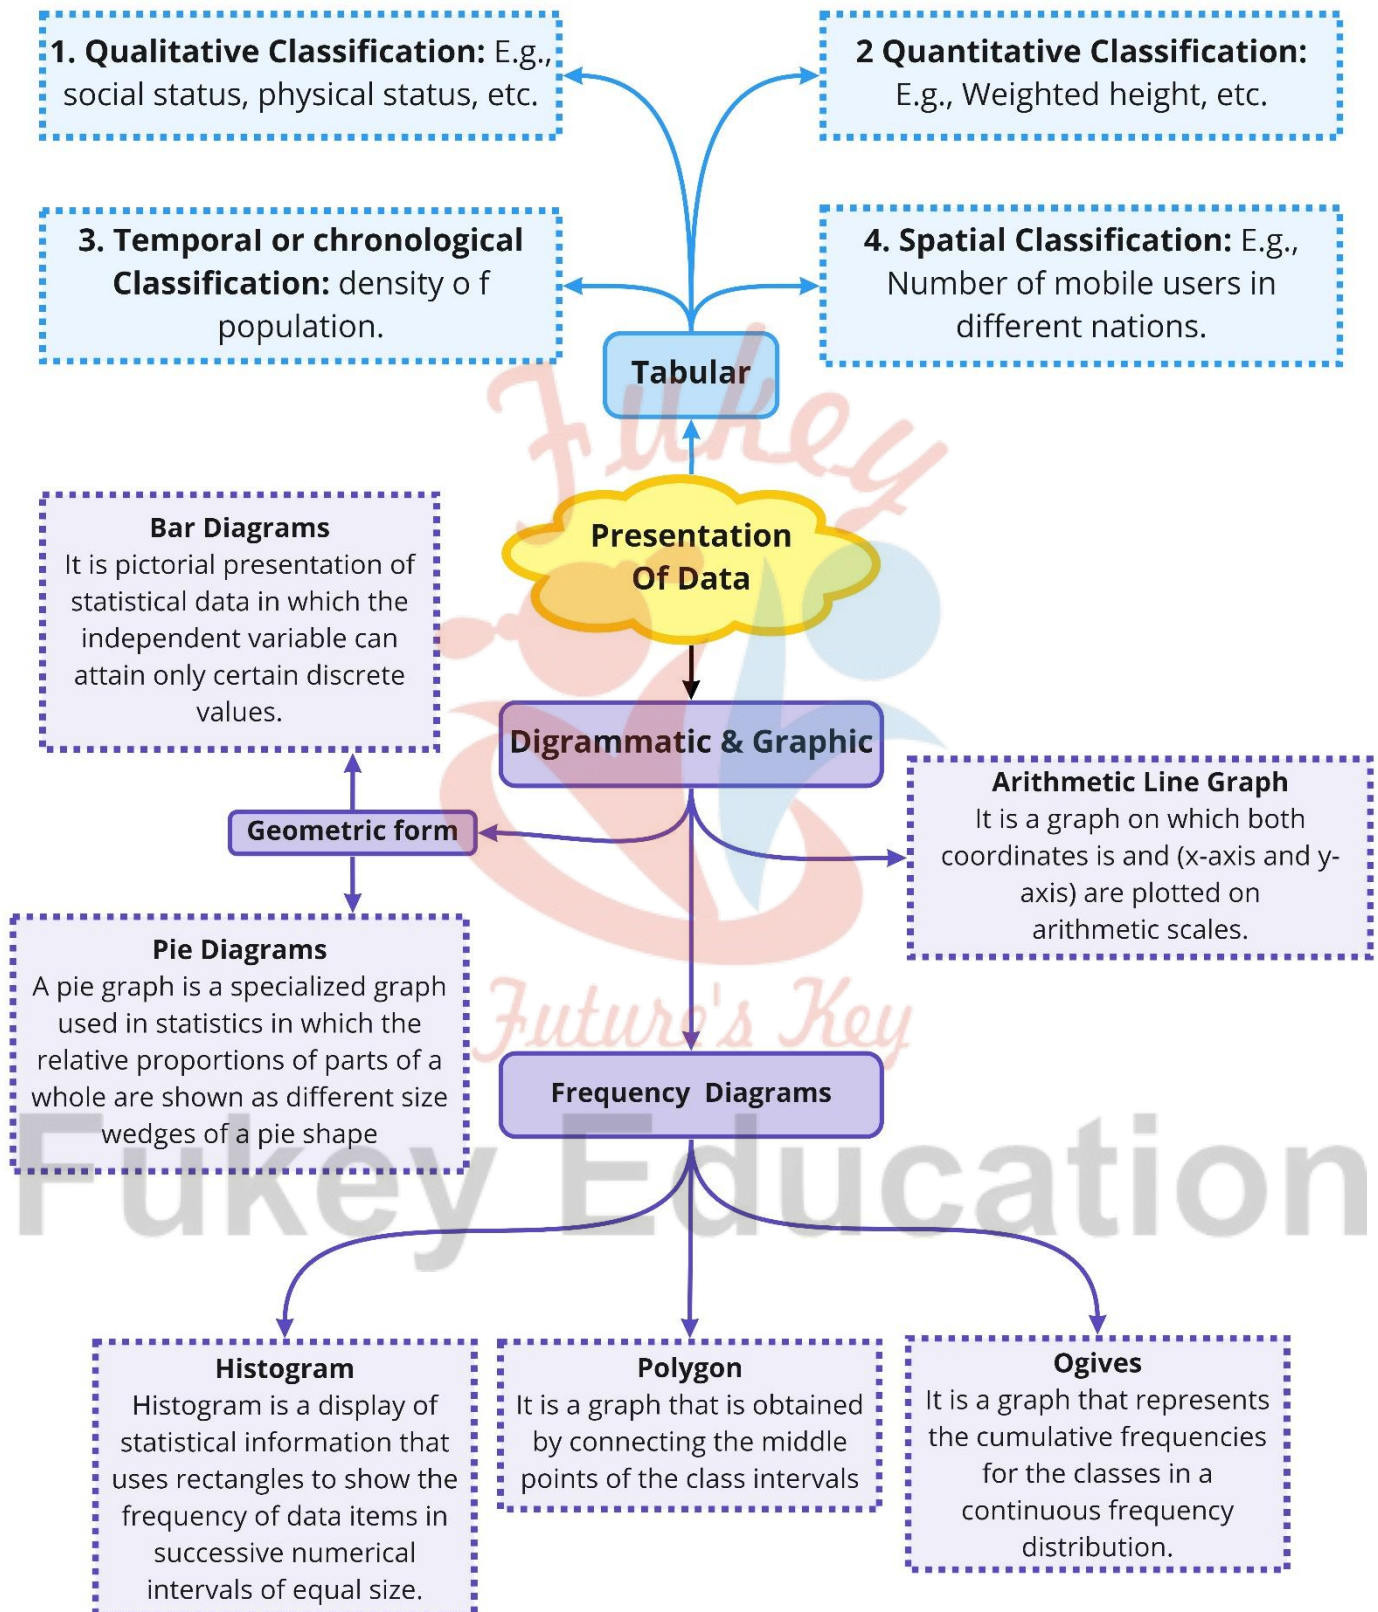 1. Qualitative Classification: E.g.,
social status, physical status, etc.
2 Quantitative Classification:
E.g., Weighted height, etc.
3. Temporal or chronological
Classification: density o f
population.
4. Spatial Classification: E.g.,
Number of mobile users in
different nations.
Tabular
Fukey
Presentation
Of Data
Bar Diagrams
It is pictorial presentation of
statistical data in which the
independent variable can
attain only certain discrete
values.
Digrammatic & Graphic
Geometric form
Arithmetic Line Graph
It is a graph on which both
coordinates is and (x-axis and y-
axis) are plotted on
arithmetic scales.
Pie Diagrams
A pie graph is a specialized graph
used in statistics in which the
relative proportions of parts of a
whole are shown as different size
wedges of a pie shape
Future's Key
Frequency Diagrams
Fukey Education
Histogram
Histogram is a display of
statistical information that
uses rectangles to show the
frequency of data items in
successive numerical
intervals of equal size.
Polygon
It is a graph that is obtained
by connecting the middle
points of the class intervals
Ogives
It is a graph that represents
the cumulative frequencies
for the classes in a
continuous frequency
distribution.